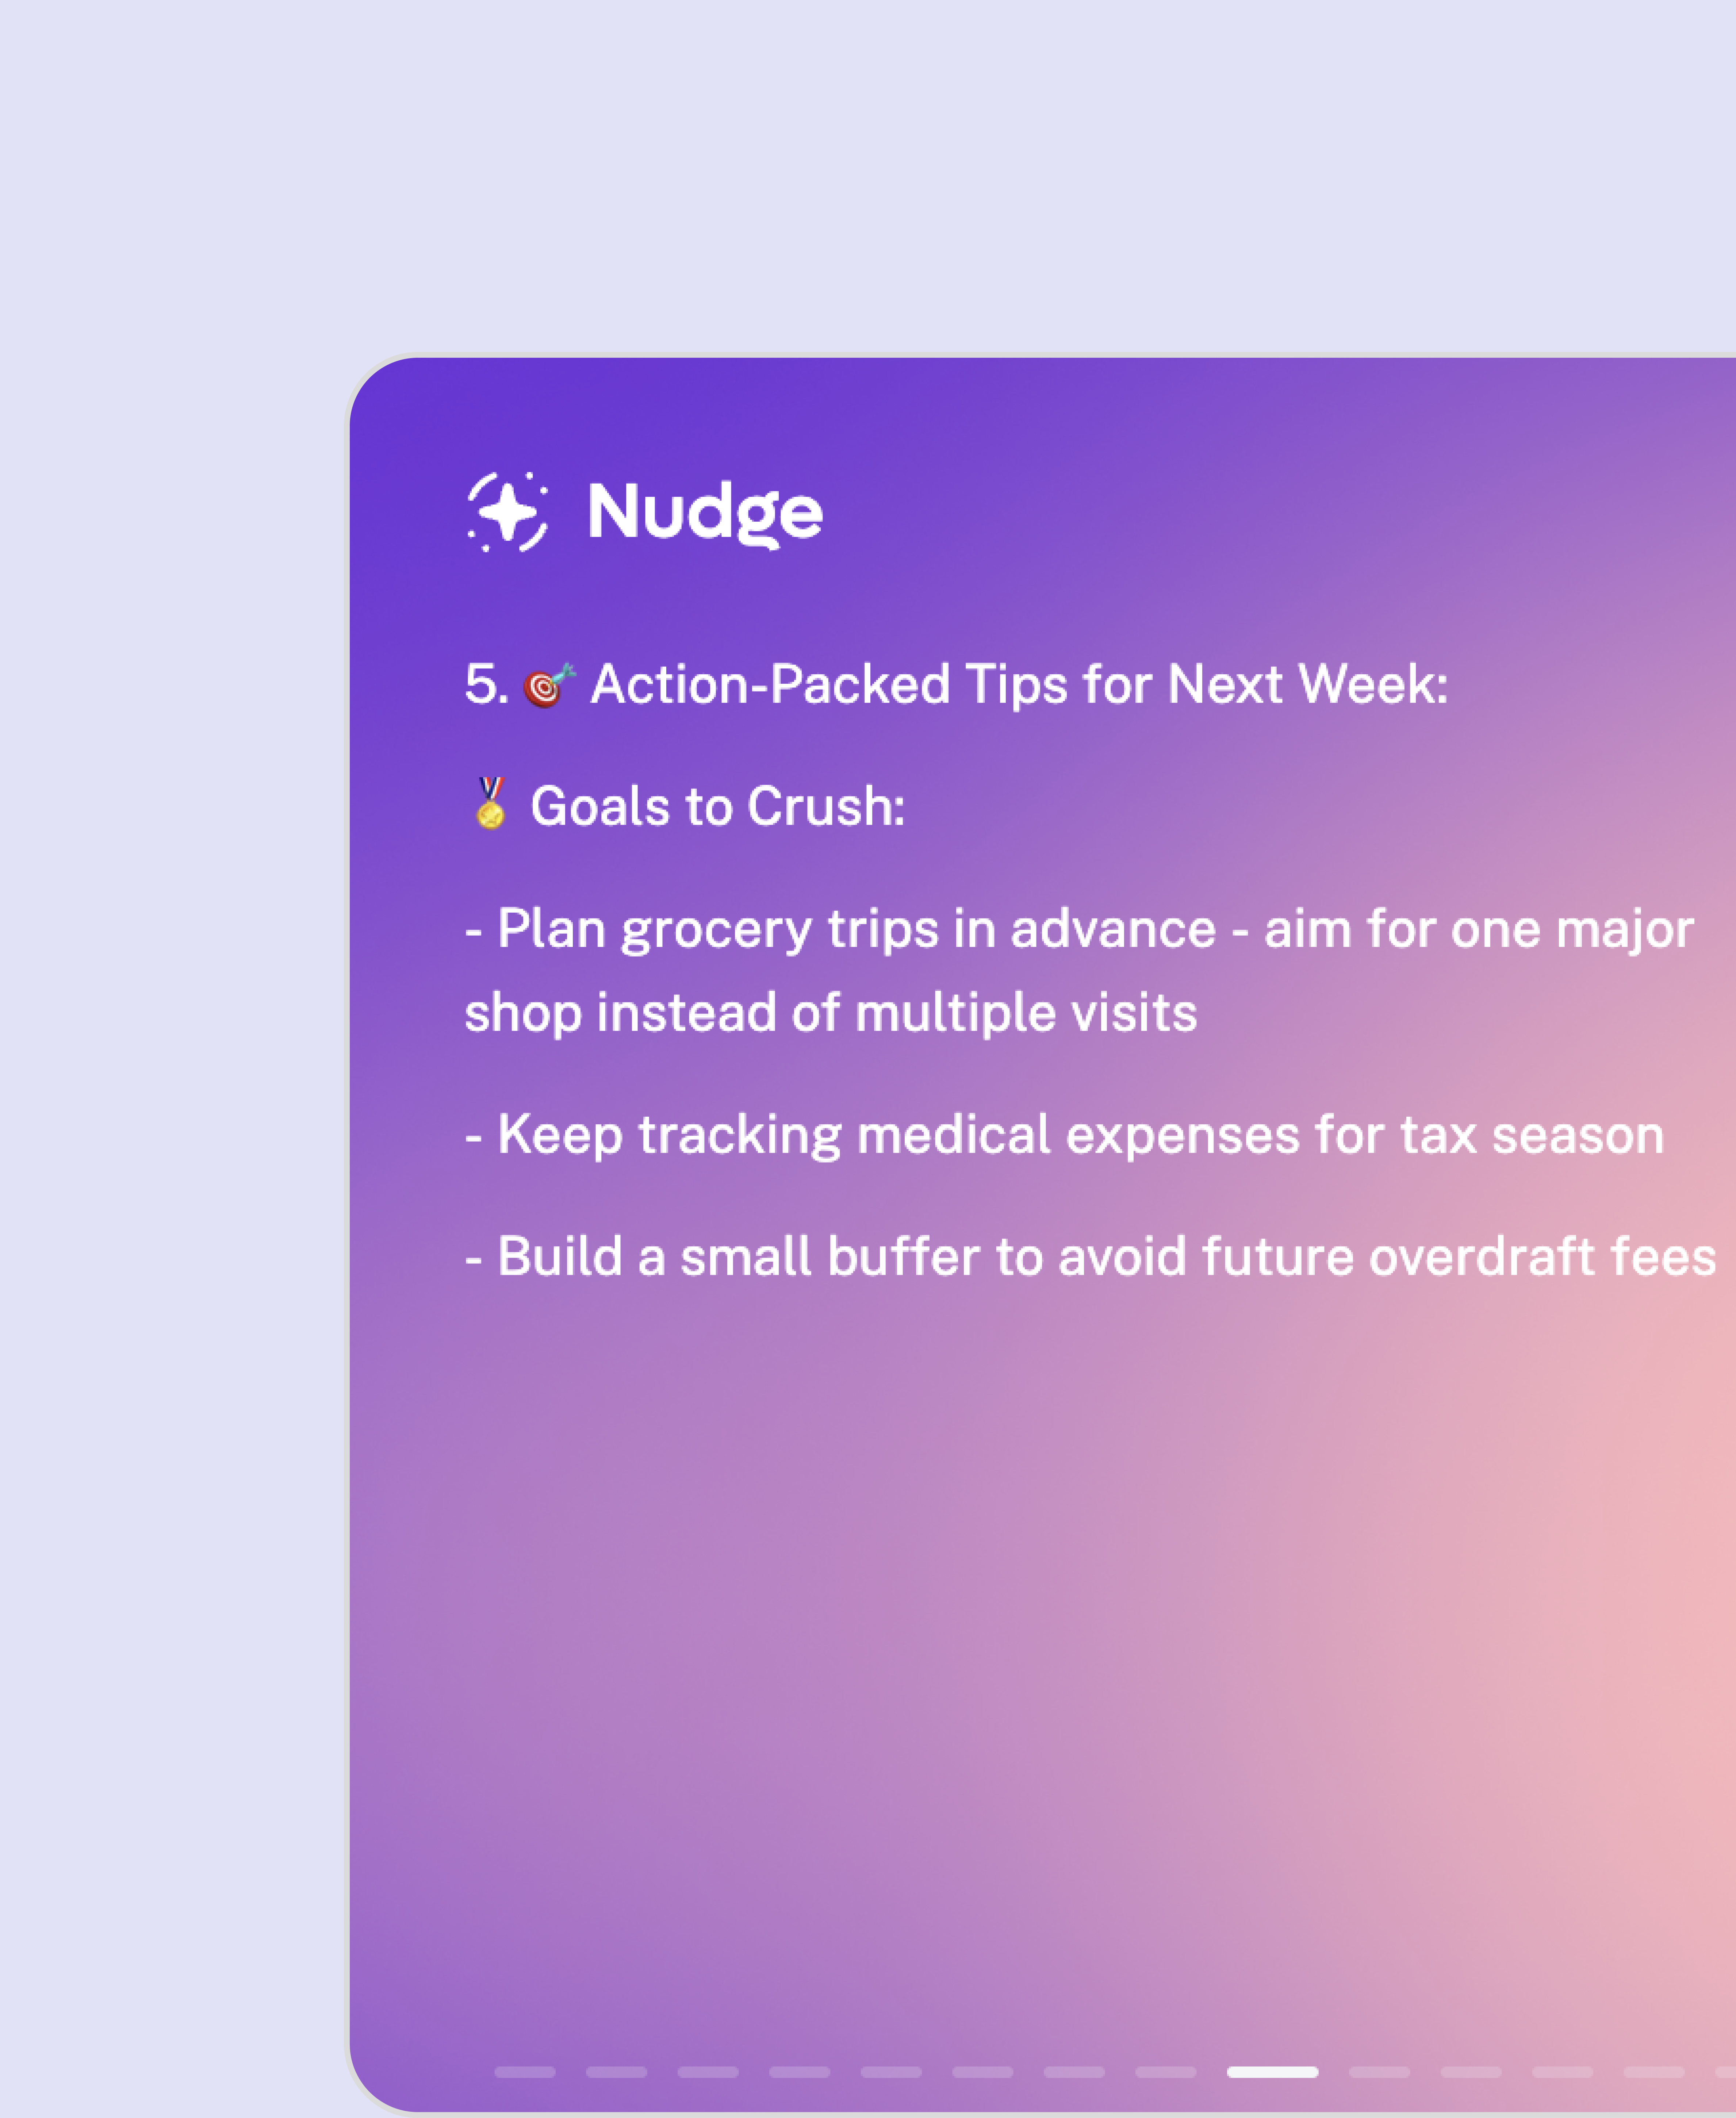 Nudge
5. 🎯 Action-Packed Tips for Next Week:
🏅 Goals to Crush:
- Plan grocery trips in advance - aim for one major
shop instead of multiple visits
- Keep tracking medical expenses for tax season
- Build a small buffer to avoid future overdraft fees